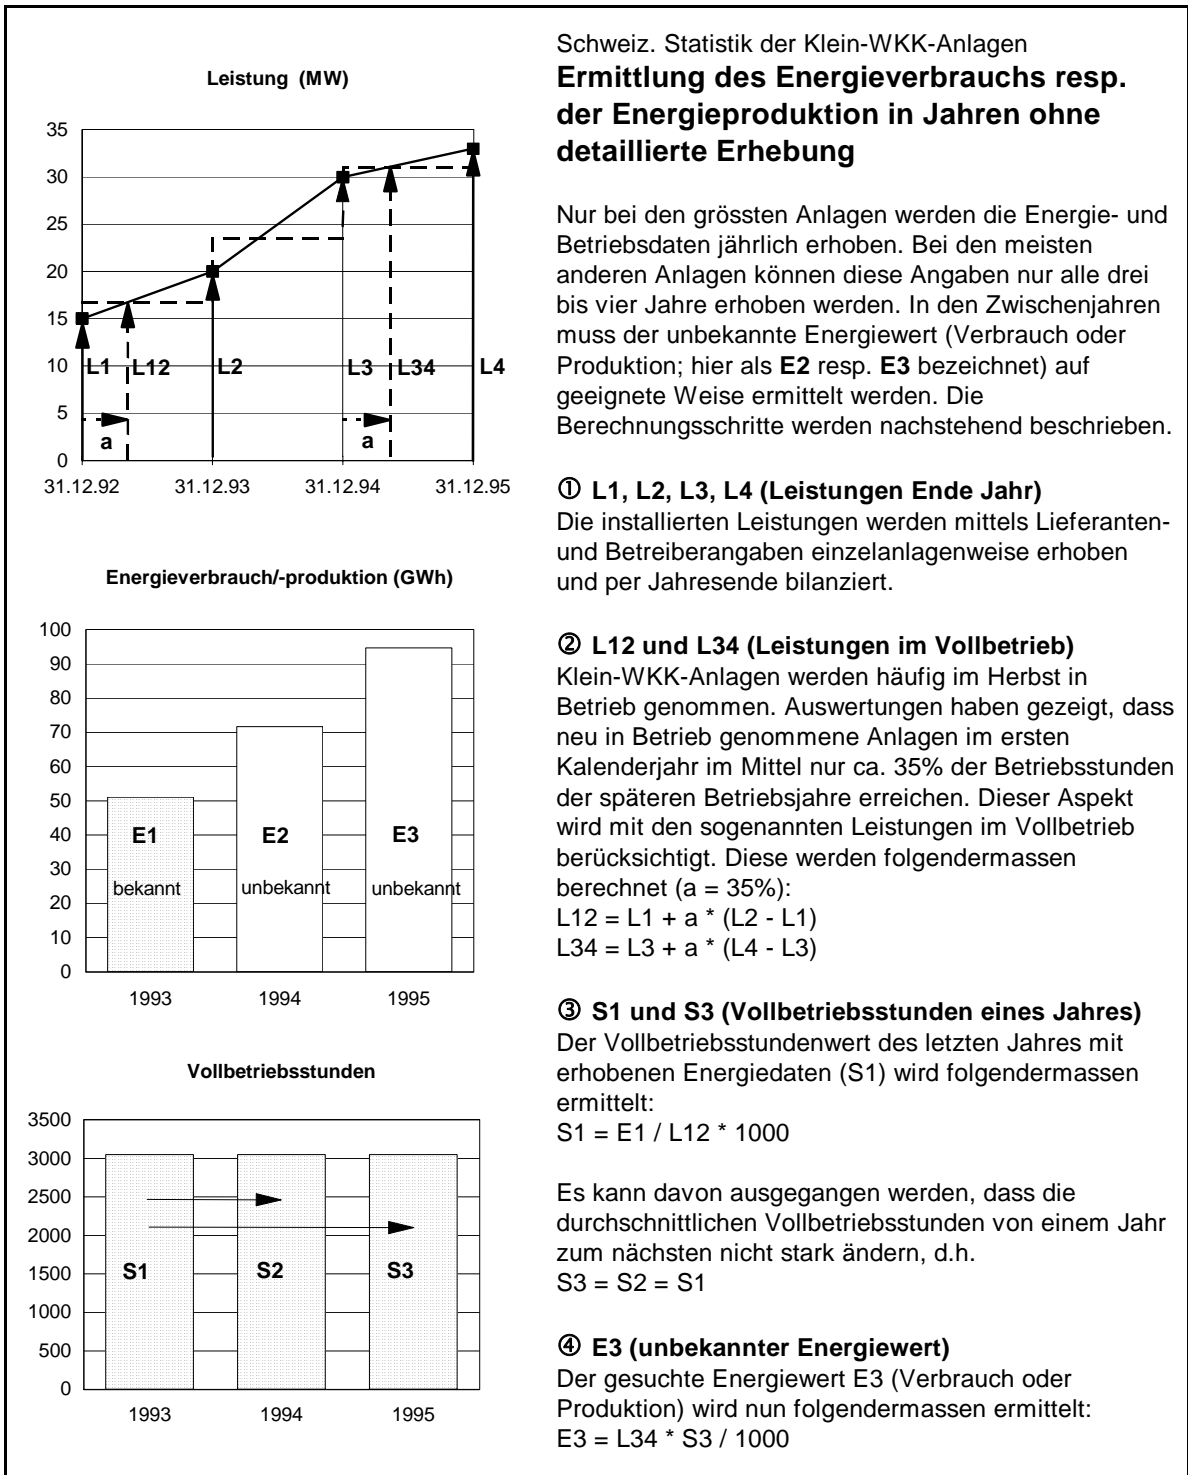 Schweiz. Statistik der Klein-WKK-Anlagen
Ermittlung des Energieverbrauchs resp.
der Energieproduktion in Jahren ohne
detaillierte Erhebung
Nur bei den grössten Anlagen werden die Energie- und
Betriebsdaten jährlich erhoben. Bei den meisten
anderen Anlagen können diese Angaben nur alle drei
bis vier Jahre erhoben werden. In den Zwischenjahren
muss der unbekannte Energiewert (Verbrauch oder
Produktion; hier als E2 resp. E3 bezeichnet) auf
geeignete Weise ermittelt werden. Die
Berechnungsschritte werden nachstehend beschrieben.
① L1, L2, L3, L4 (Leistungen Ende Jahr)
Die installierten Leistungen werden mittels Lieferanten-
und Betreiberangaben einzelanlagenweise erhoben
und per Jahresende bilanziert.
② L12 und L34 (Leistungen im Vollbetrieb)
Klein-WKK-Anlagen werden häufig im Herbst in
Betrieb genommen. Auswertungen haben gezeigt, dass
neu in Betrieb genommene Anlagen im ersten
Kalenderjahr im Mittel nur ca. 35% der Betriebsstunden
der späteren Betriebsjahre erreichen. Dieser Aspekt
wird mit den sogenannten Leistungen im Vollbetrieb
berücksichtigt. Diese werden folgendermassen
berechnet (a = 35%):
L12 = L1 + a * (L2 - L1)
L34 = L3 + a * (L4 - L3)
③ S1 und S3 (Vollbetriebsstunden eines Jahres)
Der Vollbetriebsstundenwert des letzten Jahres mit
erhobenen Energiedaten (S1) wird folgendermassen
ermittelt:
S1 = E1 / L12 * 1000
Es kann davon ausgegangen werden, dass die
durchschnittlichen Vollbetriebsstunden von einem Jahr
zum nächsten nicht stark ändern, d.h.
S3 = S2 = S1
④ E3 (unbekannter Energiewert)
Der gesuchte Energiewert E3 (Verbrauch oder
Produktion) wird nun folgendermassen ermittelt:
E3 = L34 * S3 / 1000
Leistung (MW)
35
30
25
20
15
10
5
0
L1 L12 L2 L3 L34 L4
a a
31.12.92 31.12.93 31.12.94 31.12.95
Energieverbrauch/-produktion (GWh)
100
90
80
70
60
50
40
30
20
10
0
E1 E2 E3
bekannt unbekannt unbekannt
1993 1994 1995
Vollbetriebsstunden
3500
3000
2500
2000
1500
1000
500
0
S1 S2 S3
1993 1994 1995